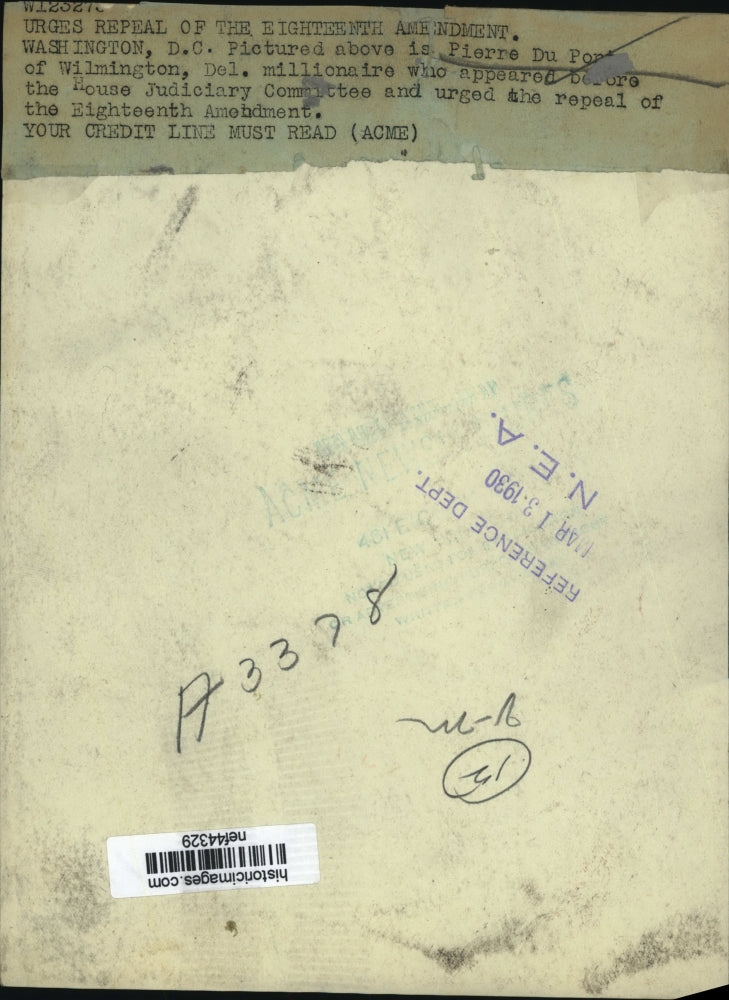 URGES REPEAL OF THE EIGHTEENTH AMENDMENT.
WASHINGTON, D.C. Pictured above is Pierre Du Pont
of Wilmington, Del. millionaire who appeared before
the House Judiciary Committee and urged the repeal of
the Eighteenth Amehdment.
YOUR CREDIT LINE MUST READ (ACME)
N. E. A.
MAR 13 1930
REFERENCE DEPT.
ACME
A 3378
historicimages.com
nef44329